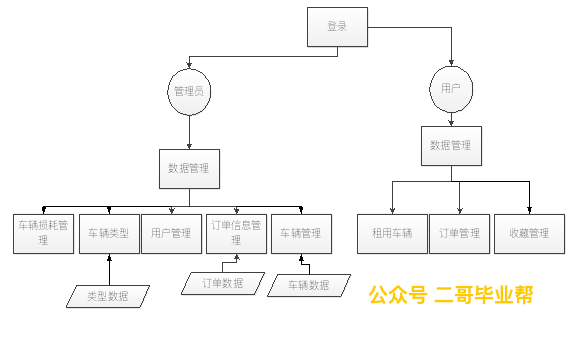 登录
管理员
用户
数据管理
数据管理
车辆损耗管
理
车辆类型
用户管理
订单信息管
理
车辆管理
租用车辆
订单管理
收藏管理
类型数据
订单数据
车辆数据
公众号 二哥毕业帮